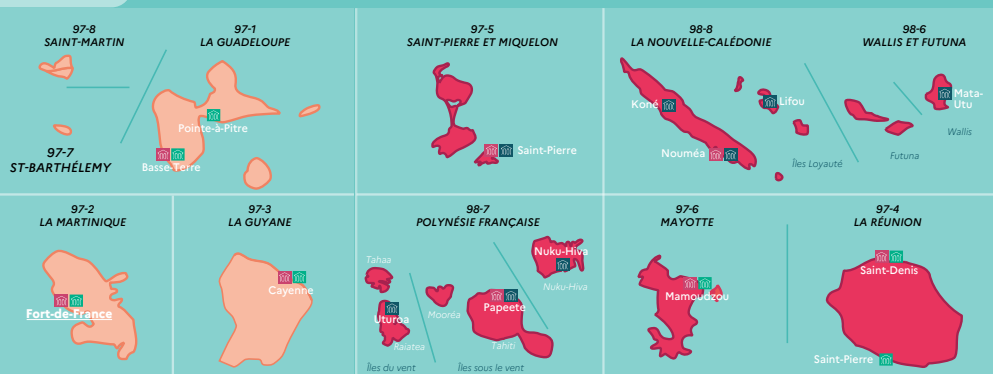 97-8
SAINT-MARTIN
97-1
LA GUADELOUPE
Pointe-à-Pitre
97-7
ST-BARTHÉLEMY
Basse-Terre
97-5
SAINT-PIERRE ET MIQUELON
Saint-Pierre
98-8
LA NOUVELLE-CALÉDONIE
98-6
WALLIS ET FUTUNA
Koné
Lifou
Mata-
Utu
Wallis
Nouméa
Îles Loyauté
Futuna
97-2
LA MARTINIQUE
Fort-de-France
97-3
LA GUYANE
Cayenne
98-7
POLYNÉSIE FRANÇAISE
Tahaa
Nuku-Hiva
Nuku-Hiva
Uturoa
Mooréa
Papeete
Raiatea
Tahiti
Îles du vent
Îles sous le vent
97-6
MAYOTTE
Mamoudzou
97-4
LA RÉUNION
Saint-Denis
Saint-Pierre